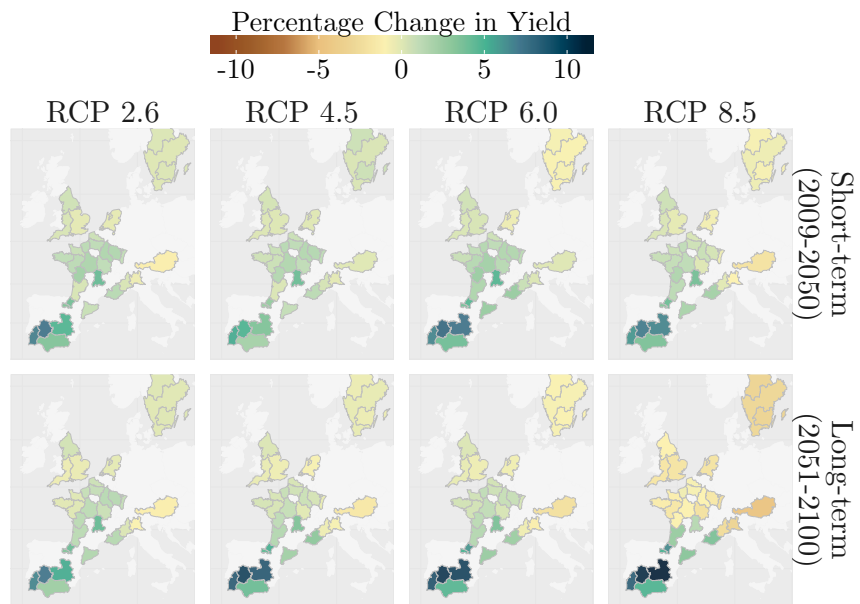 Percentage Change in Yield
-10 -5 0 5 10
RCP 2.6 RCP 4.5 RCP 6.0 RCP 8.5
Short-term
(2009-2050)
Long-term
(2051-2100)